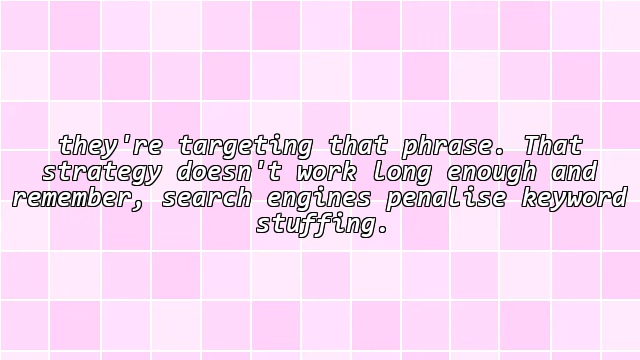 they're targeting that phrase. That
strategy doesn't work long enough and
remember, search engines penalise keyword
stuffing.